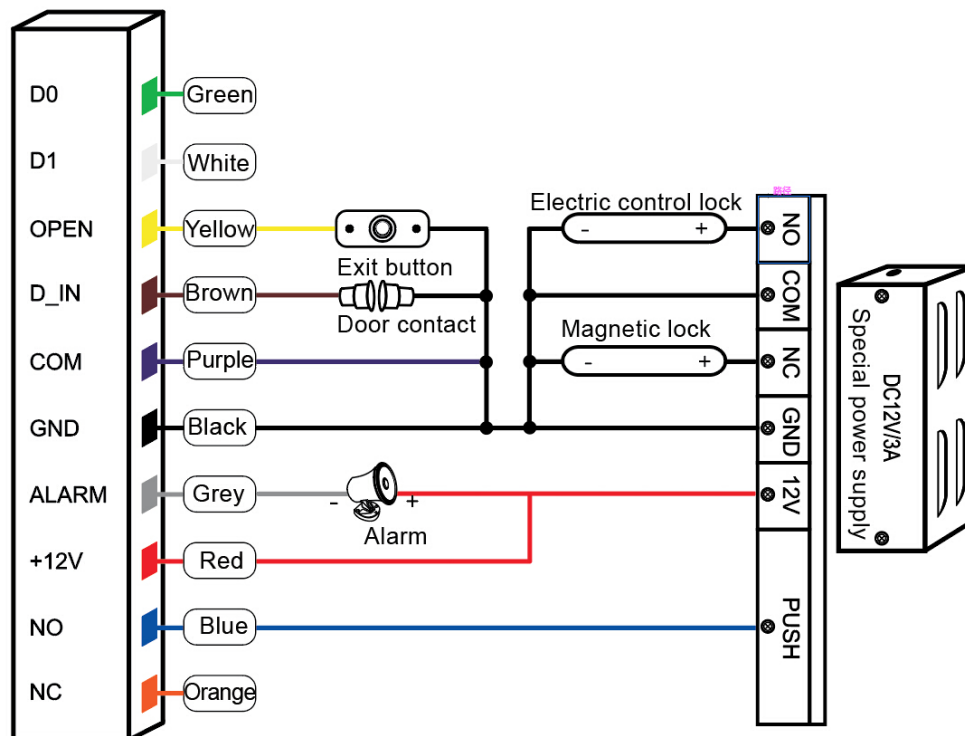 D0
Green
D1
White
OPEN
Yellow
Exit button
D_IN
Brown
Door contact
COM
Purple
GND
Black
ALARM
Grey
-
+
Alarm
+12V
Red
NO
Blue
NC
Orange
Electric control lock
-
+
Magnetic lock
-
+
路径
NO
COM
NC
GND
12V
PUSH
DC12V/3A
Special power supply